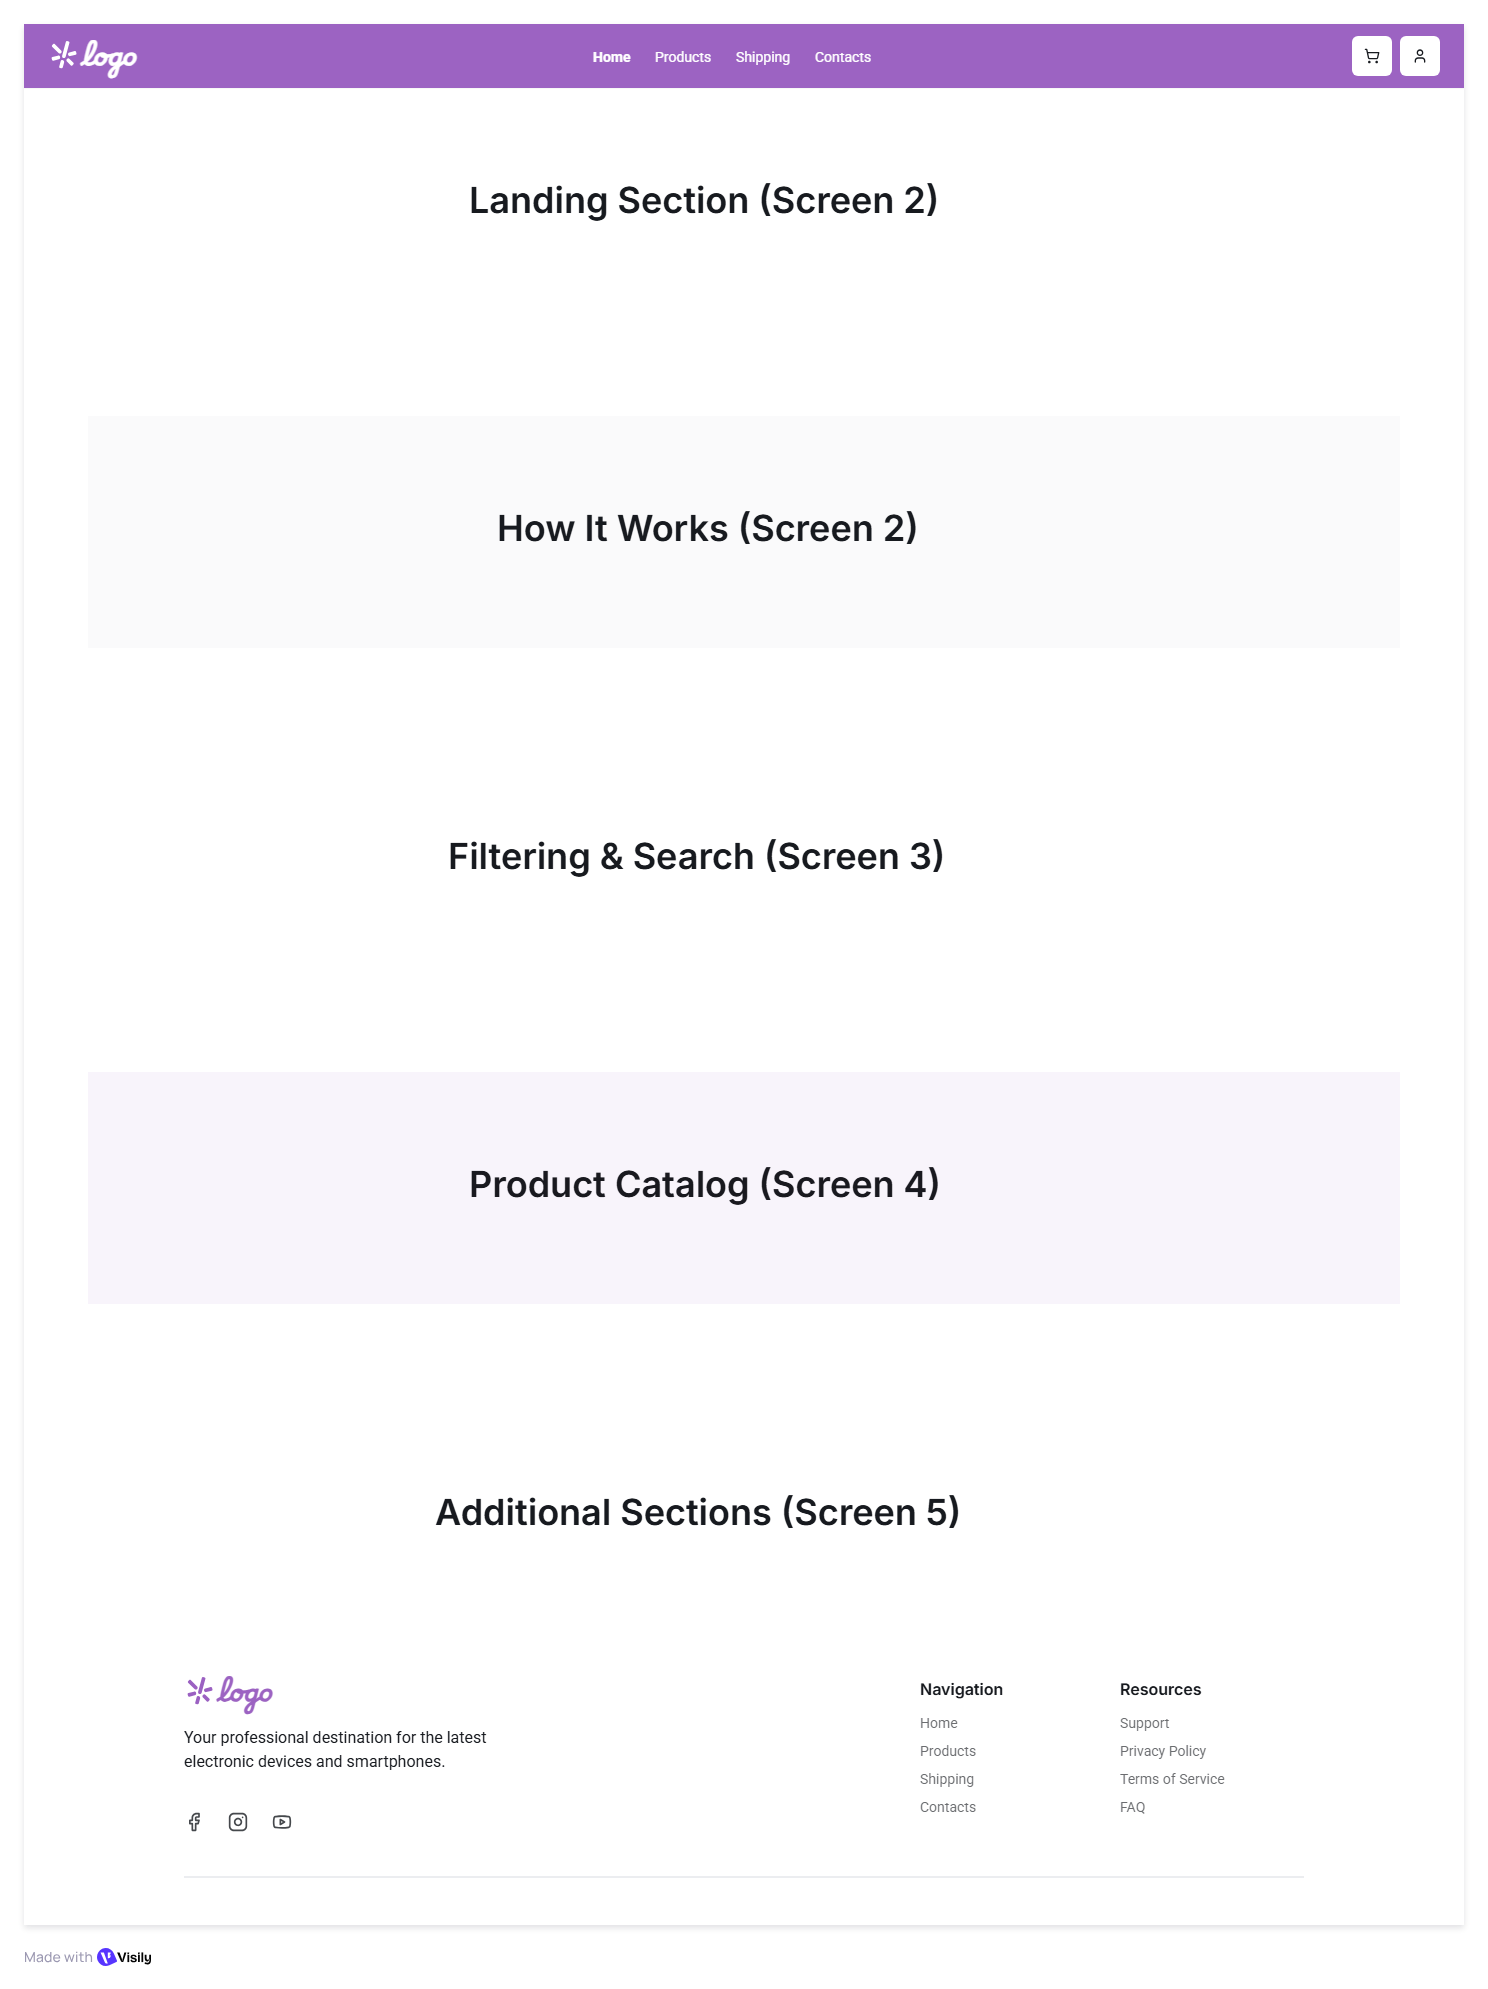 logo
Home Products Shipping Contacts
Landing Section (Screen 2)
How It Works (Screen 2)
Filtering & Search (Screen 3)
Product Catalog (Screen 4)
Additional Sections (Screen 5)
logo
Your professional destination for the latest
electronic devices and smartphones.
Navigation
Home
Products
Shipping
Contacts
Resources
Support
Privacy Policy
Terms of Service
FAQ
Made with Visily